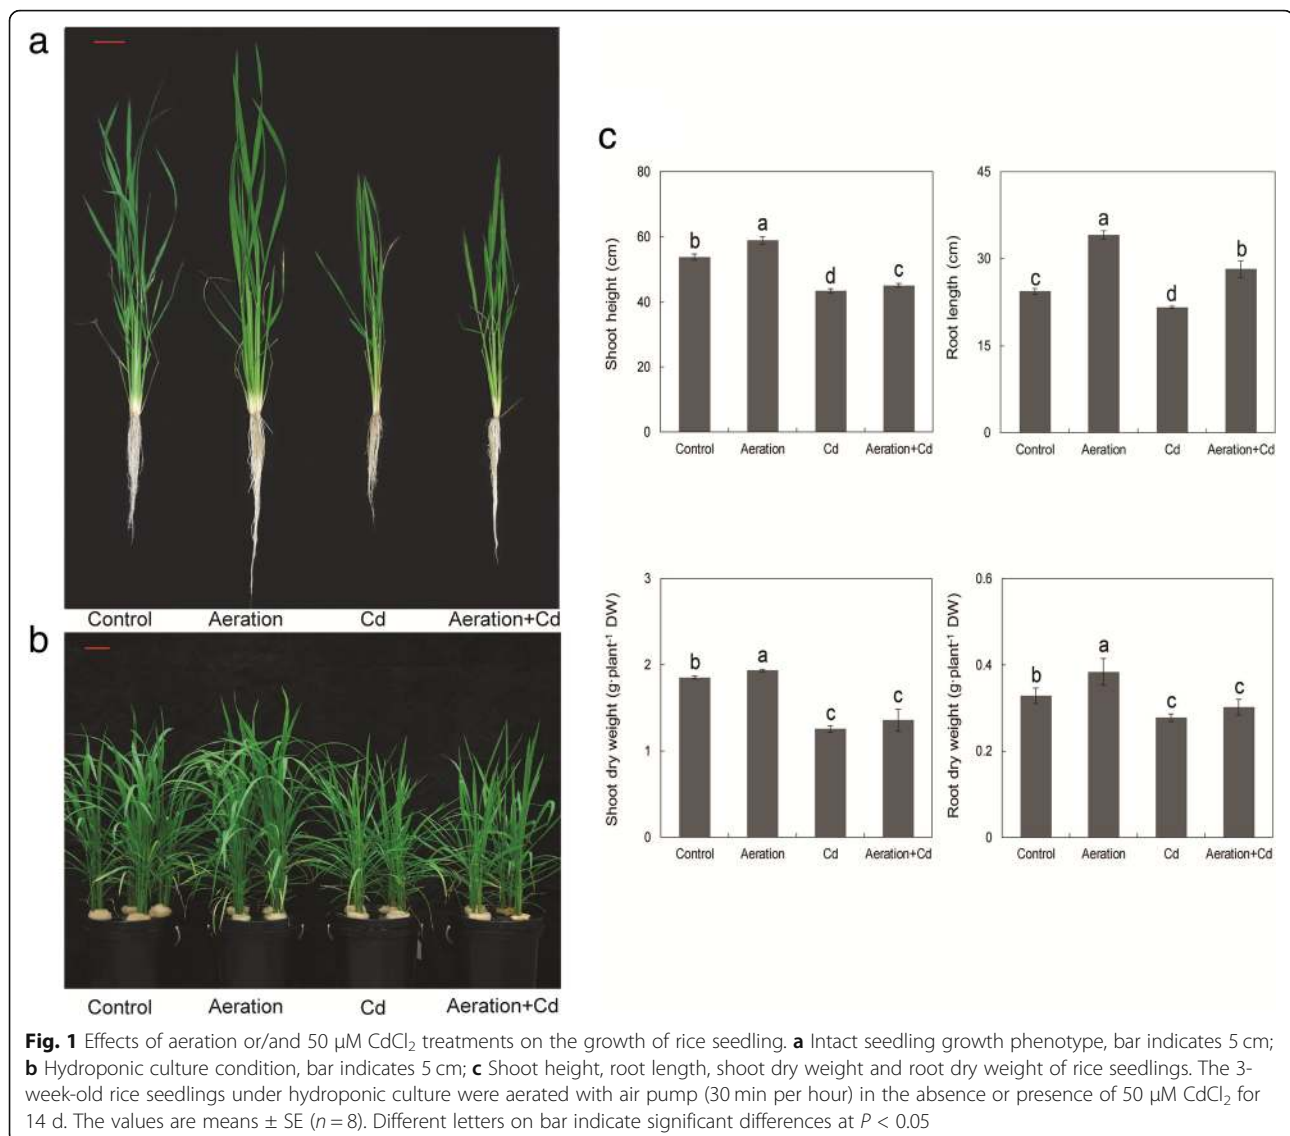 a
Control Aeration Cd Aeration+Cd
b
Control Aeration Cd Aeration+Cd
c
Shoot height (cm)
80
60
40
20
0
b a d c
Control Aeration Cd Aeration+Cd
Root length (cm)
45
30
15
0
c a d b
Control Aeration Cd Aeration+Cd
Shoot dry weight (g·plant⁻¹ DW)
3
2
1
0
b a c c
Control Aeration Cd Aeration+Cd
Root dry weight (g·plant⁻¹ DW)
0.6
0.4
0.2
0
b a c c
Control Aeration Cd Aeration+Cd
Fig. 1 Effects of aeration or/and 50 μM CdCl₂ treatments on the growth of rice seedling. a Intact seedling growth phenotype, bar indicates 5 cm;
b Hydroponic culture condition, bar indicates 5 cm; c Shoot height, root length, shoot dry weight and root dry weight of rice seedlings. The 3-
week-old rice seedlings under hydroponic culture were aerated with air pump (30 min per hour) in the absence or presence of 50 μM CdCl₂ for
14 d. The values are means ± SE (n = 8). Different letters on bar indicate significant differences at P < 0.05